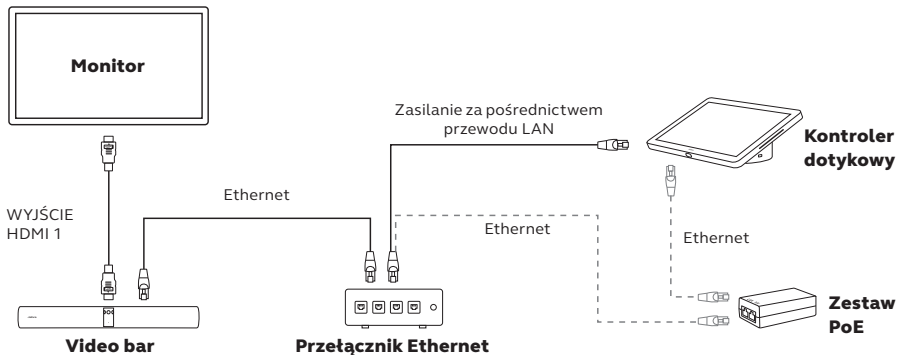 Monitor
Zasilanie za pośrednictwem
przewodu LAN
Kontroler
dotykowy
Ethernet
WYJŚCIE
HDMI 1
Ethernet
Ethernet
Zestaw
PoE
Video bar
Przełącznik Ethernet